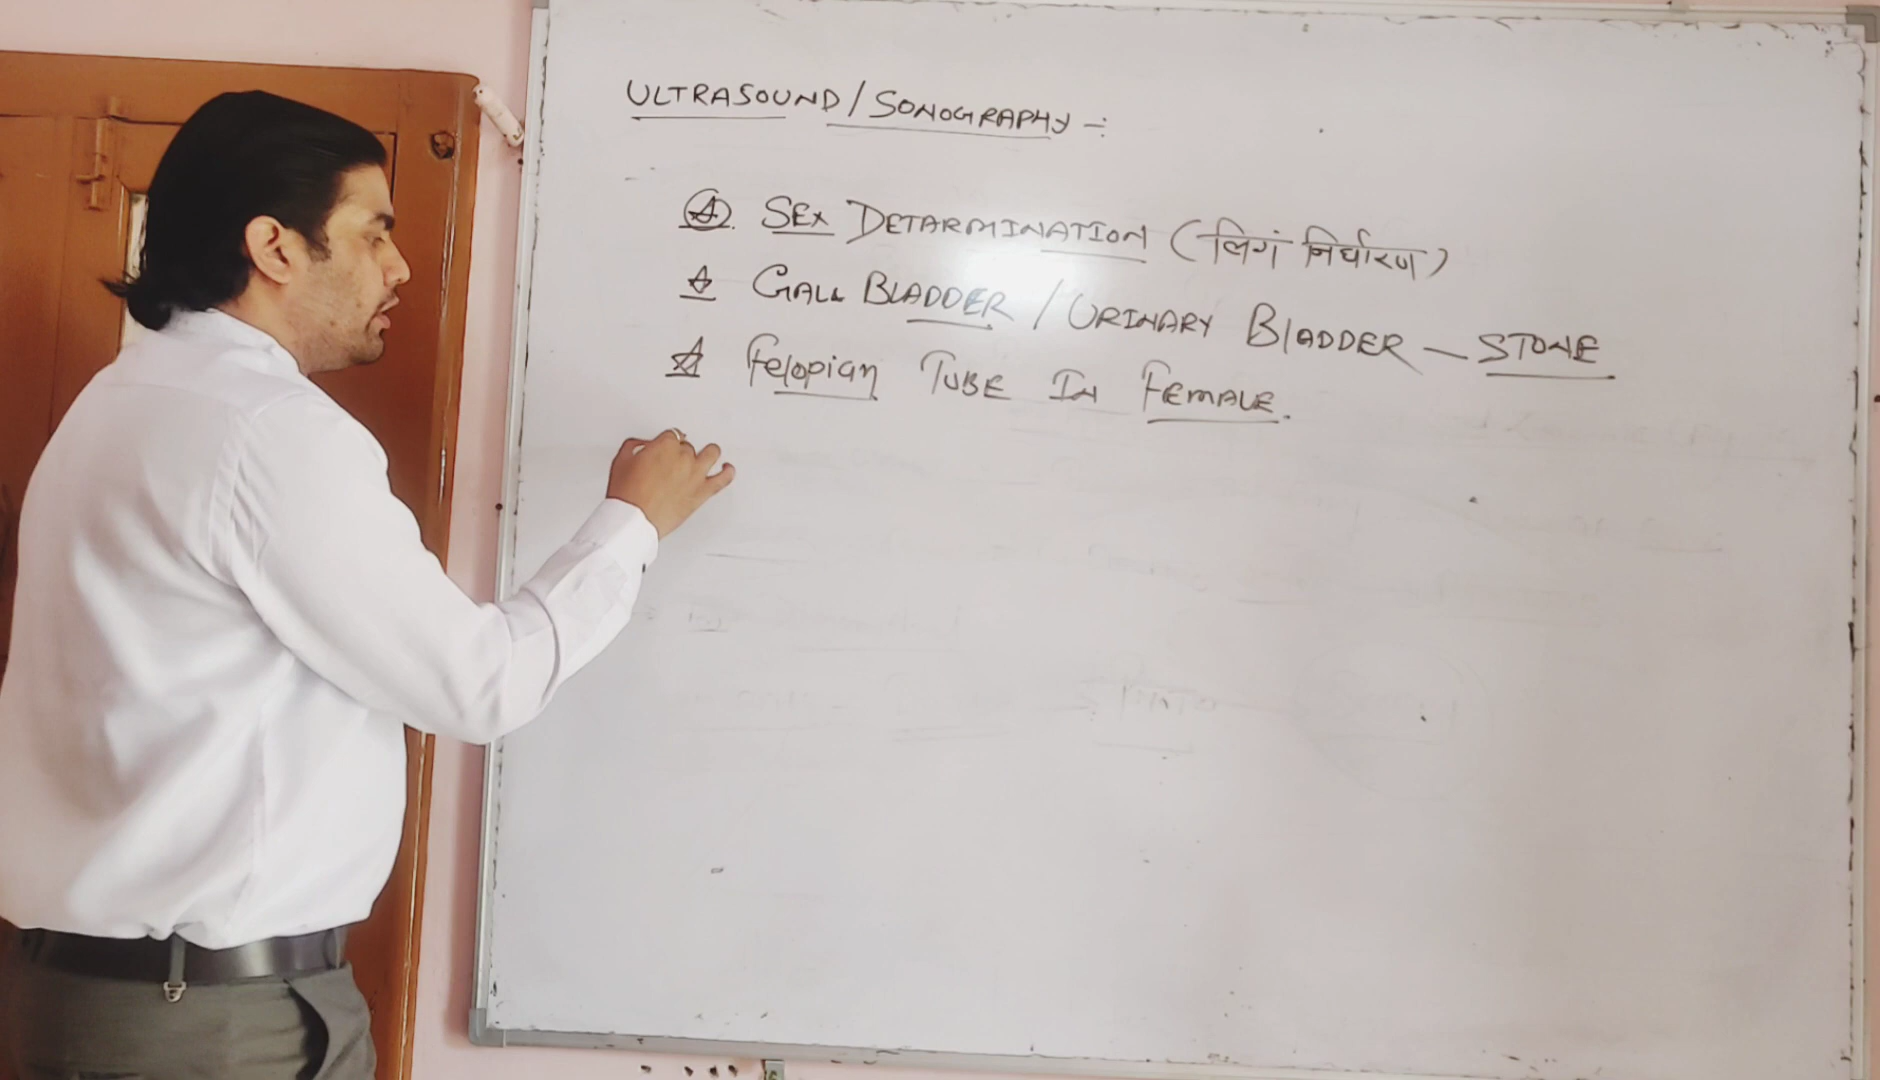 ULTRASOUND / SONOGRAPHY :-
SEX DETARMINATION (लिगं निर्धारण)
GALL BLADDER / URINARY BLADDER – STONE
Felopian TUBE IN FEMALE.